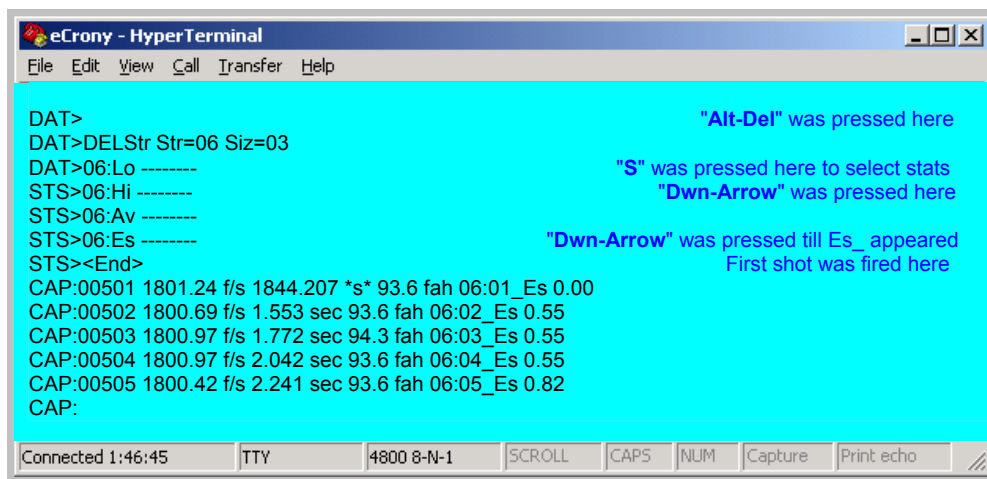 eCrony - HyperTerminal
File Edit View Call Transfer Help
DAT> "Alt-Del" was pressed here
DAT>DELStr Str=06 Siz=03
DAT>06:Lo -------- "S" was pressed here to select stats
STS>06:Hi -------- "Dwn-Arrow" was pressed here
STS>06:Av --------
STS>06:Es -------- "Dwn-Arrow" was pressed till Es_ appeared
STS><End> First shot was fired here
CAP:00501 1801.24 f/s 1844.207 *s* 93.6 fah 06:01_Es 0.00
CAP:00502 1800.69 f/s 1.553 sec 93.6 fah 06:02_Es 0.55
CAP:00503 1800.97 f/s 1.772 sec 94.3 fah 06:03_Es 0.55
CAP:00504 1800.97 f/s 2.042 sec 93.6 fah 06:04_Es 0.55
CAP:00505 1800.42 f/s 2.241 sec 93.6 fah 06:05_Es 0.82
CAP:
Connected 1:46:45 TTY 4800 8-N-1 SCROLL CAPS NUM Capture Print echo